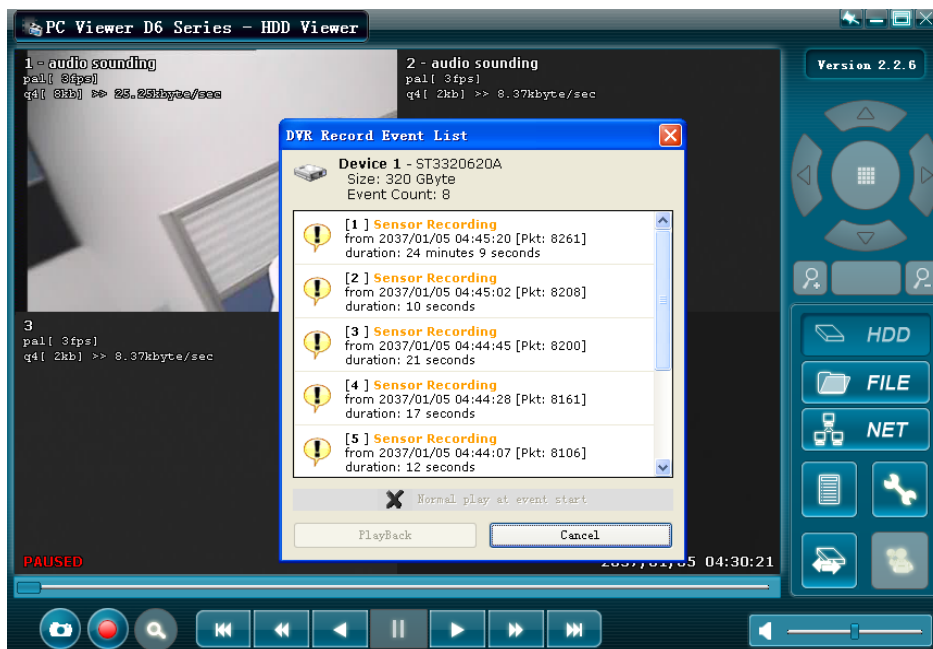 PC Viewer D6 Series - HDD Viewer
1 - audio sounding
pal[ 3fps]
q4[ 8kb] >> 25.25kbyte/sec
2 - audio sounding
pal[ 3fps]
q4[ 2kb] >> 8.37kbyte/sec
Version 2.2.6
DVR Record Event List
Device 1 - ST3320620A
Size: 320 GByte
Event Count: 8
[1 ] Sensor Recording
from 2037/01/05 04:45:20 [Pkt: 8261]
duration: 24 minutes 9 seconds
[2 ] Sensor Recording
from 2037/01/05 04:45:02 [Pkt: 8208]
duration: 10 seconds
[3 ] Sensor Recording
from 2037/01/05 04:44:45 [Pkt: 8200]
duration: 21 seconds
[4 ] Sensor Recording
from 2037/01/05 04:44:28 [Pkt: 8161]
duration: 17 seconds
[5 ] Sensor Recording
from 2037/01/05 04:44:07 [Pkt: 8106]
duration: 12 seconds
Normal play at event start
PlayBack
Cancel
3
pal[ 3fps]
q4[ 2kb] >> 8.37kbyte/sec
HDD
FILE
NET
PAUSED
2037/01/05 04:30:21